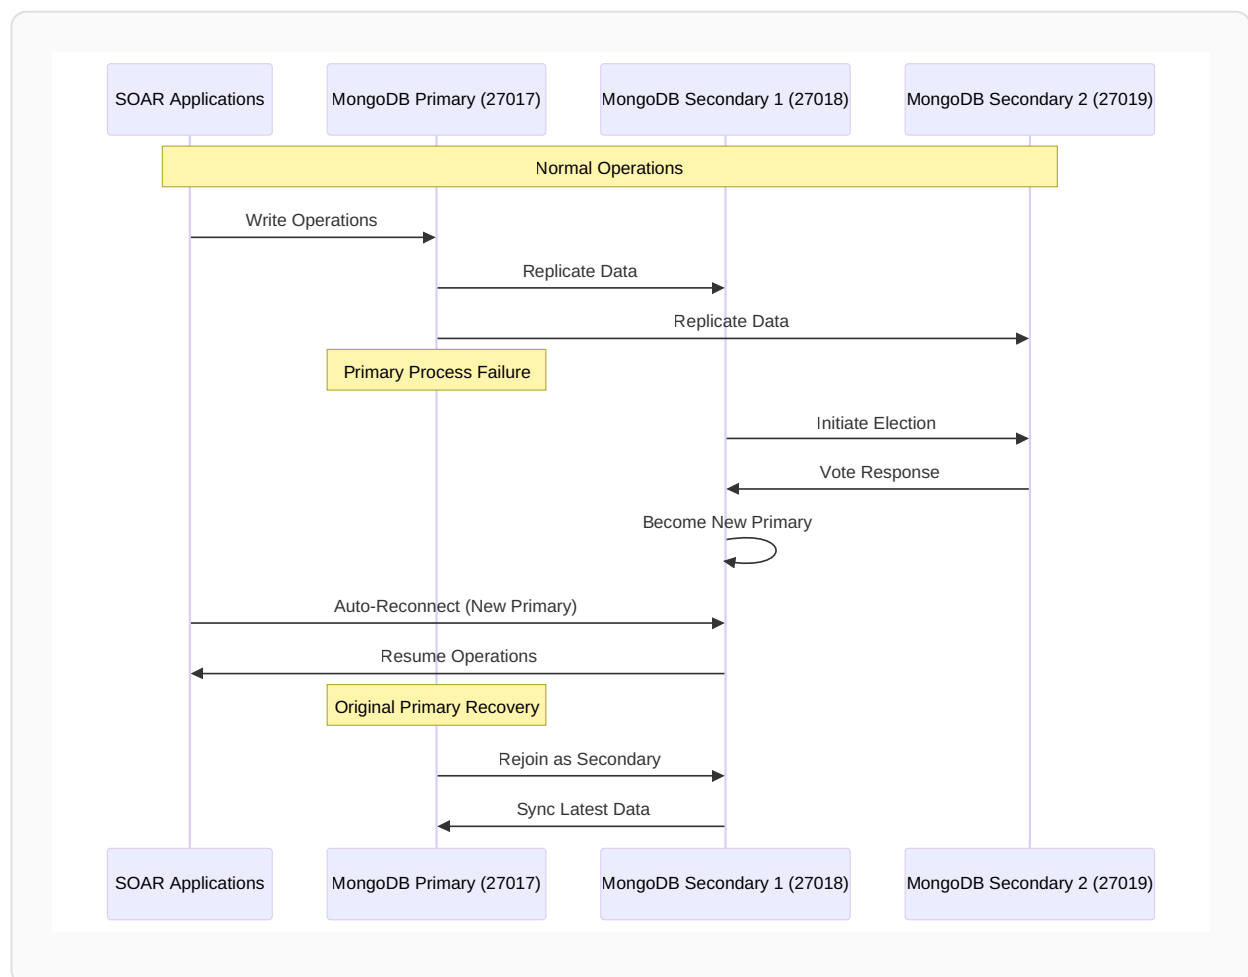 SOAR Applications
MongoDB Primary (27017)
MongoDB Secondary 1 (27018)
MongoDB Secondary 2 (27019)
Normal Operations
Write Operations
Replicate Data
Replicate Data
Primary Process Failure
Initiate Election
Vote Response
Become New Primary
Auto-Reconnect (New Primary)
Resume Operations
Original Primary Recovery
Rejoin as Secondary
Sync Latest Data
SOAR Applications
MongoDB Primary (27017)
MongoDB Secondary 1 (27018)
MongoDB Secondary 2 (27019)